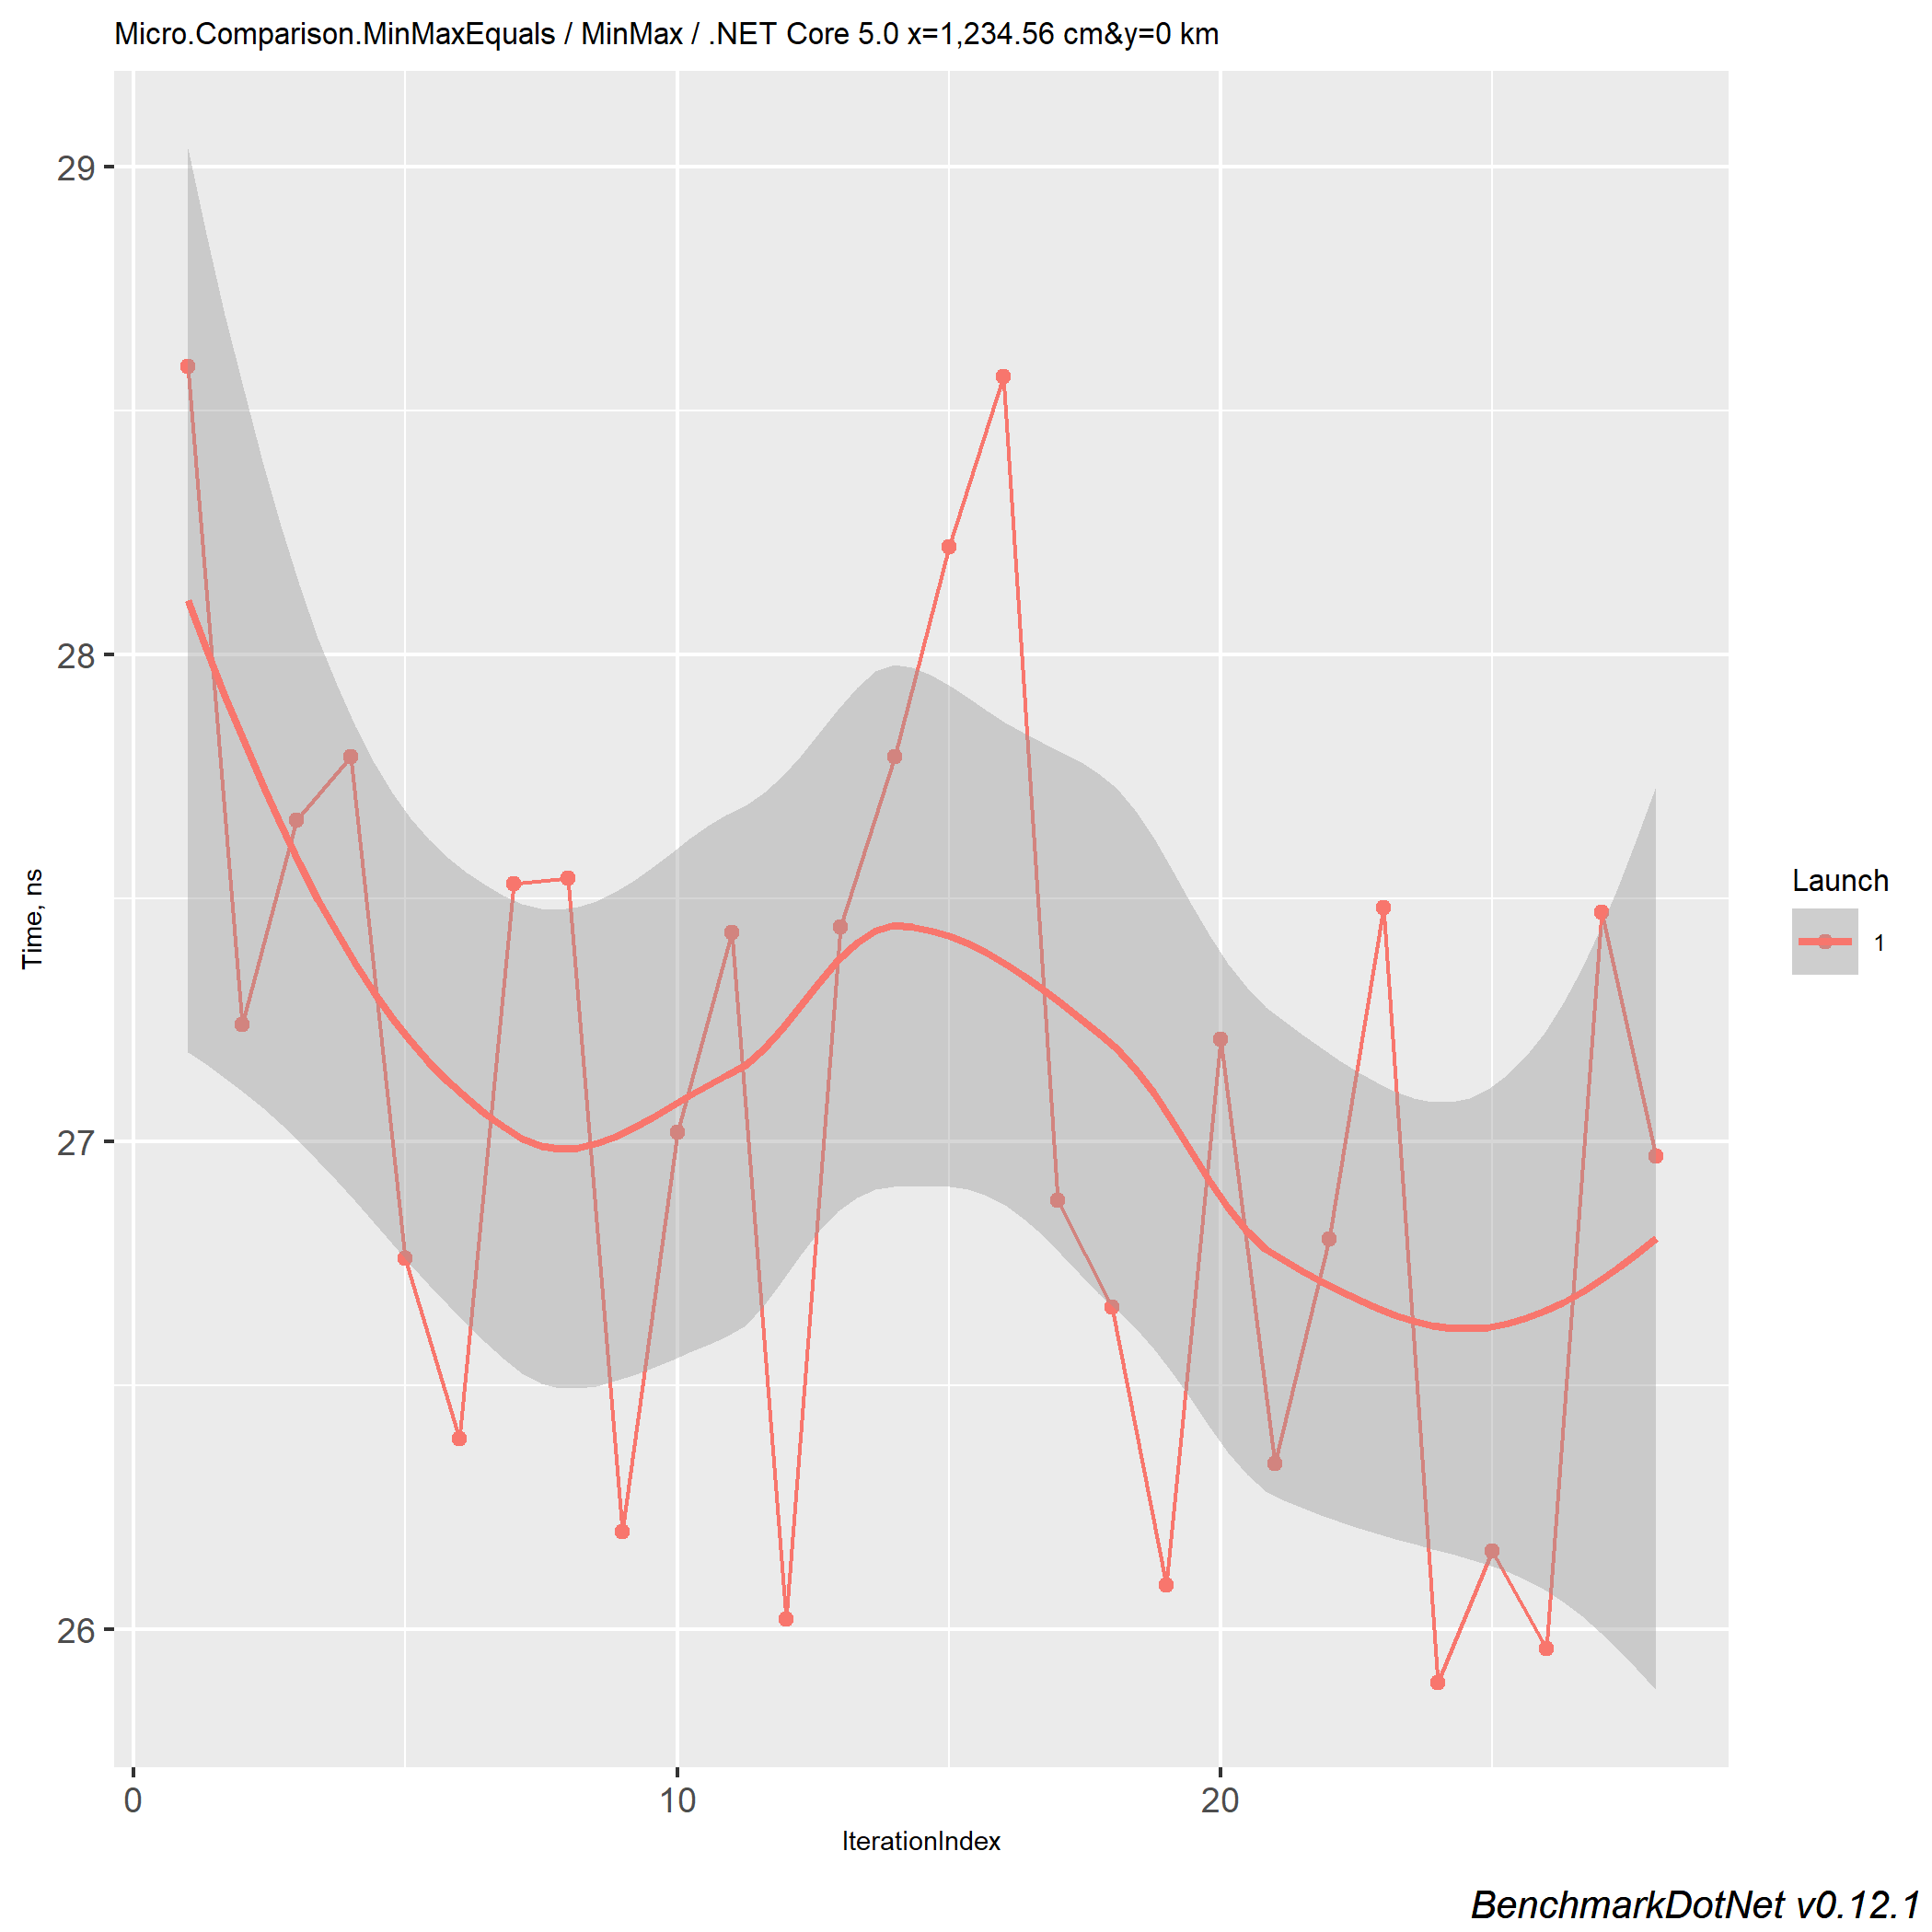 Micro.Comparison.MinMaxEquals / MinMax / .NET Core 5.0 x=1,234.56 cm&y=0 km
29
28
27
26
Time, ns
0 10 20
IterationIndex
Launch
1
BenchmarkDotNet v0.12.1